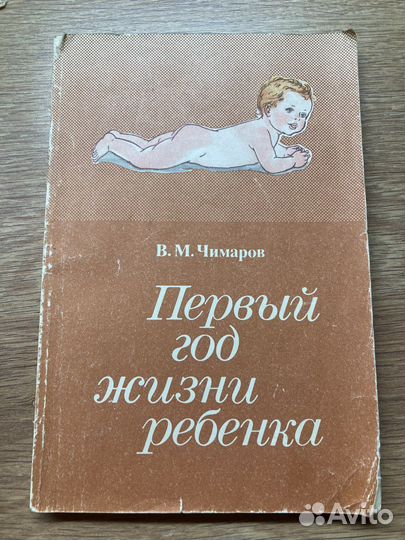 В. М. Чимаров
Первый
год
жизни
ребенка
Avito